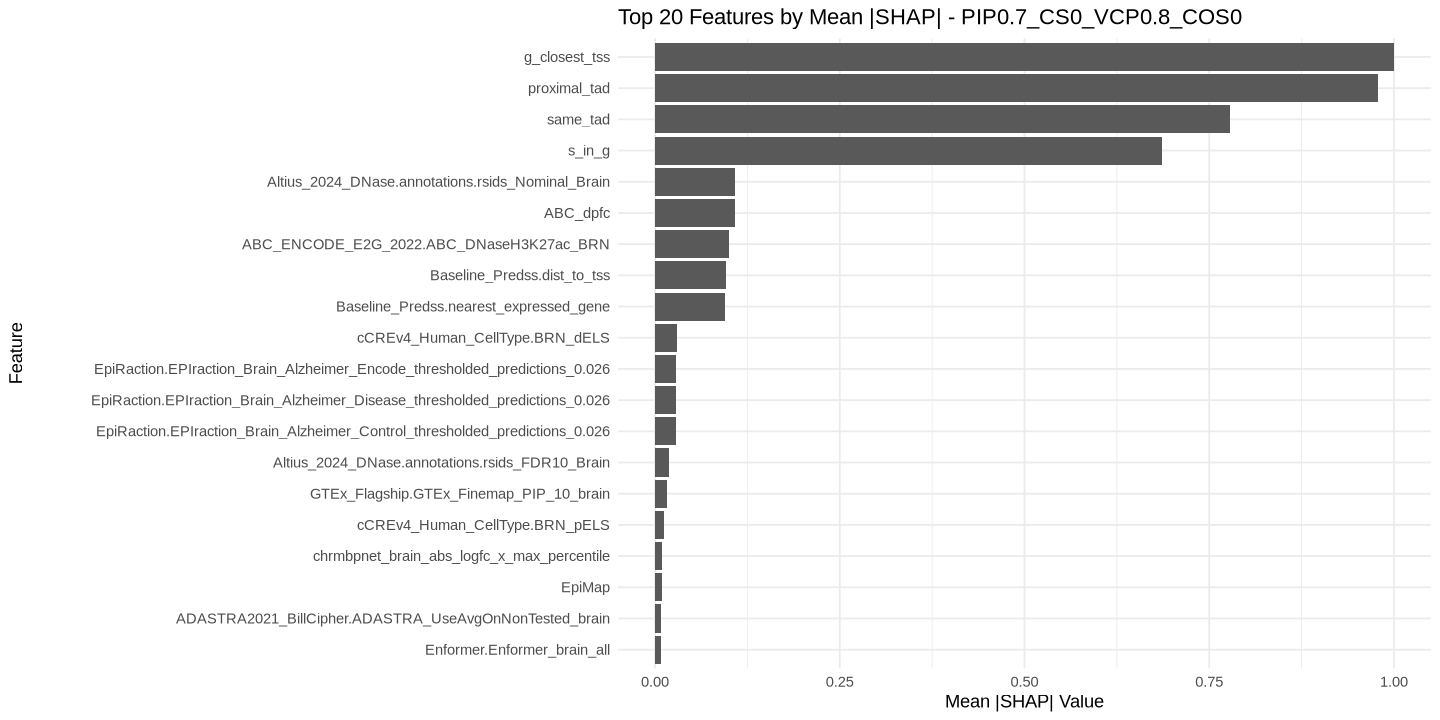 Top 20 Features by Mean |SHAP| - PIP0.7_CS0_VCP0.8_COS0
Feature
g_closest_tss
proximal_tad
same_tad
s_in_g
Altius_2024_DNase.annotations.rsids_Nominal_Brain
ABC_dpfc
ABC_ENCODE_E2G_2022.ABC_DNaseH3K27ac_BRN
Baseline_Predss.dist_to_tss
Baseline_Predss.nearest_expressed_gene
cCREv4_Human_CellType.BRN_dELS
EpiRaction.EPIraction_Brain_Alzheimer_Encode_thresholded_predictions_0.026
EpiRaction.EPIraction_Brain_Alzheimer_Disease_thresholded_predictions_0.026
EpiRaction.EPIraction_Brain_Alzheimer_Control_thresholded_predictions_0.026
Altius_2024_DNase.annotations.rsids_FDR10_Brain
GTEx_Flagship.GTEx_Finemap_PIP_10_brain
cCREv4_Human_CellType.BRN_pELS
chrmbpnet_brain_abs_logfc_x_max_percentile
EpiMap
ADASTRA2021_BillCipher.ADASTRA_UseAvgOnNonTested_brain
Enformer.Enformer_brain_all
0.00 0.25 0.50 0.75 1.00
Mean |SHAP| Value